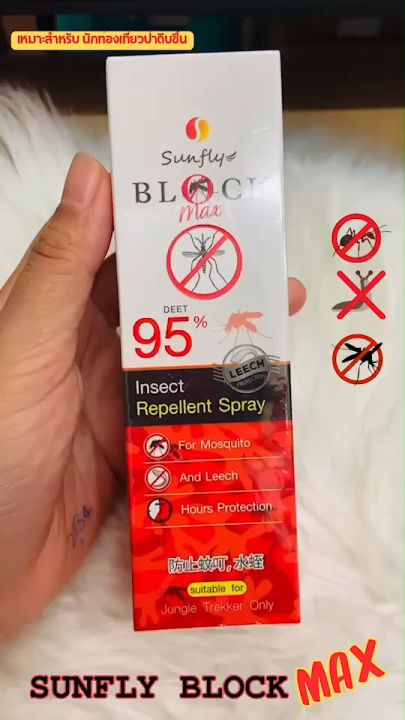 เหมาะสำหรับ นักท่องเที่ยวป่าดิบชื้น
Sunfly
BLOCK
Max
DEET
95%
LEECH
PROTECTION
Insect
Repellent Spray
For Mosquito
And Leech
Hours Protection
防止蚊叮,水蛭
suitable for
Jungle Trekker Only
SUNFLY BLOCK MAX